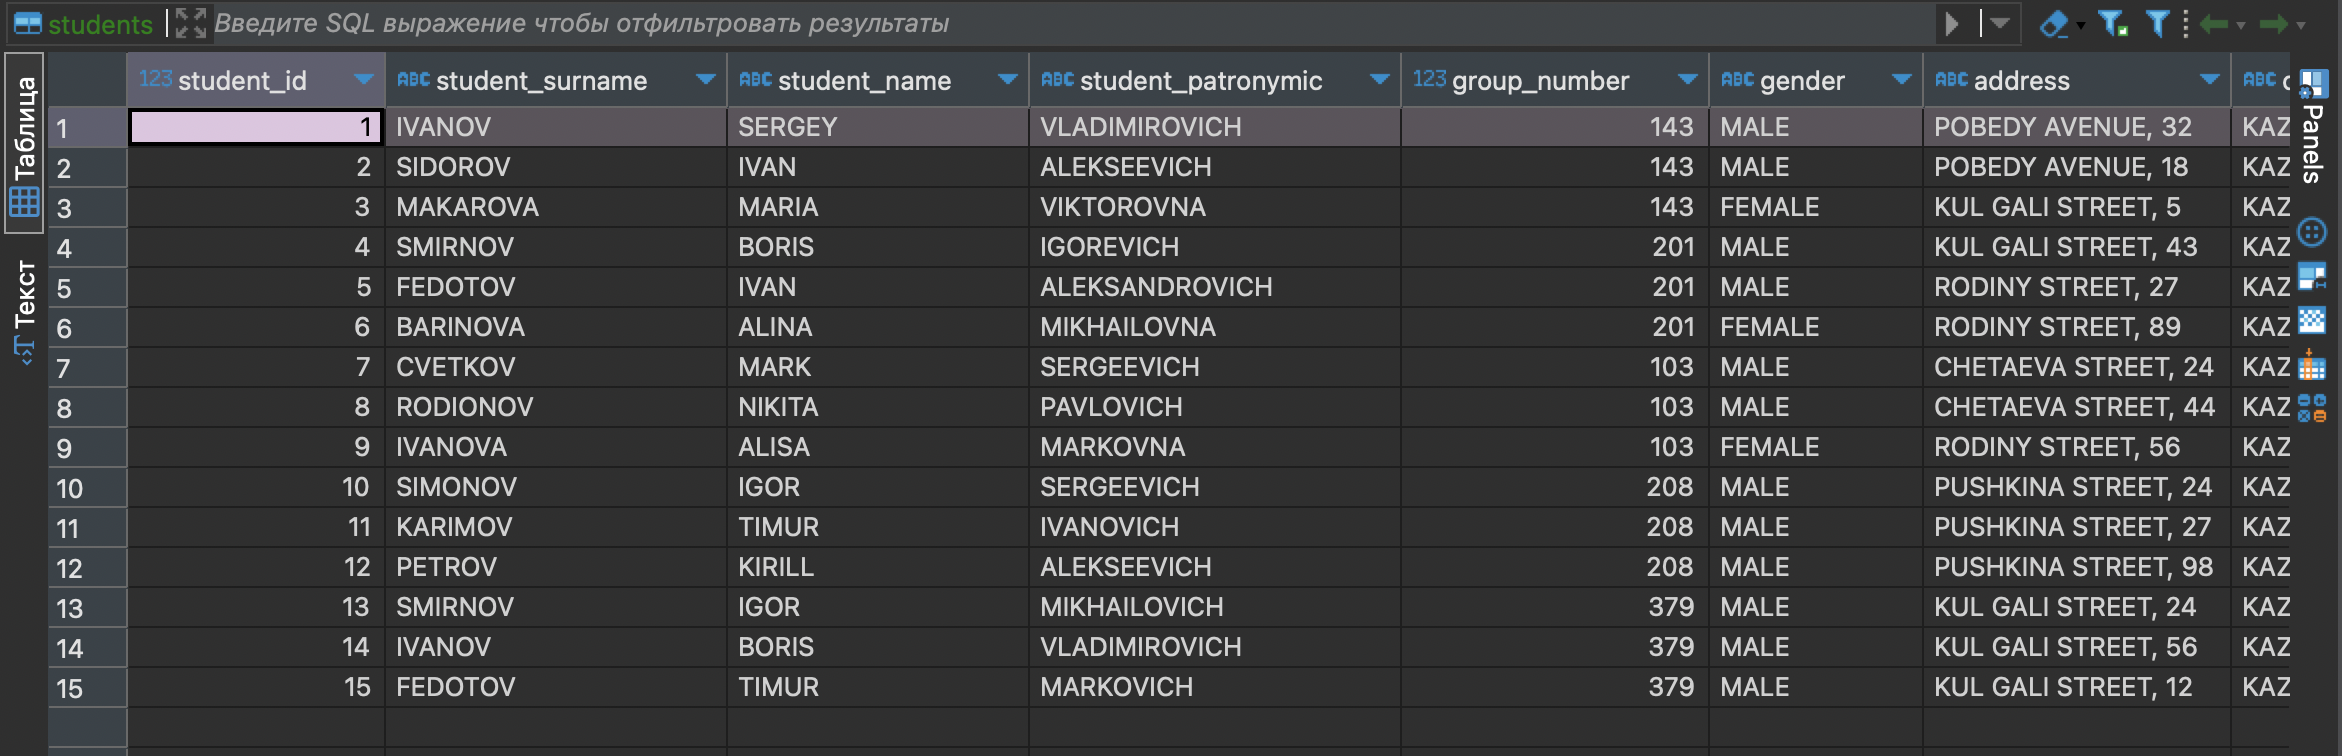 students Введите SQL выражение чтобы отфильтровать результаты
123 student_id ABC student_surname ABC student_name ABC student_patronymic 123 group_number ABC gender ABC address ABC
1 1 IVANOV SERGEY VLADIMIROVICH 143 MALE POBEDY AVENUE, 32 KAZ
2 2 SIDOROV IVAN ALEKSEEVICH 143 MALE POBEDY AVENUE, 18 KAZ
3 3 MAKAROVA MARIA VIKTOROVNA 143 FEMALE KUL GALI STREET, 5 KAZ
4 4 SMIRNOV BORIS IGOREVICH 201 MALE KUL GALI STREET, 43 KAZ
5 5 FEDOTOV IVAN ALEKSANDROVICH 201 MALE RODINY STREET, 27 KAZ
6 6 BARINOVA ALINA MIKHAILOVNA 201 FEMALE RODINY STREET, 89 KAZ
7 7 CVETKOV MARK SERGEEVICH 103 MALE CHETAEVA STREET, 24 KAZ
8 8 RODIONOV NIKITA PAVLOVICH 103 MALE CHETAEVA STREET, 44 KAZ
9 9 IVANOVA ALISA MARKOVNA 103 FEMALE RODINY STREET, 56 KAZ
10 10 SIMONOV IGOR SERGEEVICH 208 MALE PUSHKINA STREET, 24 KAZ
11 11 KARIMOV TIMUR IVANOVICH 208 MALE PUSHKINA STREET, 27 KAZ
12 12 PETROV KIRILL ALEKSEEVICH 208 MALE PUSHKINA STREET, 98 KAZ
13 13 SMIRNOV IGOR MIKHAILOVICH 379 MALE KUL GALI STREET, 24 KAZ
14 14 IVANOV BORIS VLADIMIROVICH 379 MALE KUL GALI STREET, 56 KAZ
15 15 FEDOTOV TIMUR MARKOVICH 379 MALE KUL GALI STREET, 12 KAZ
Таблица
Текст
Panels